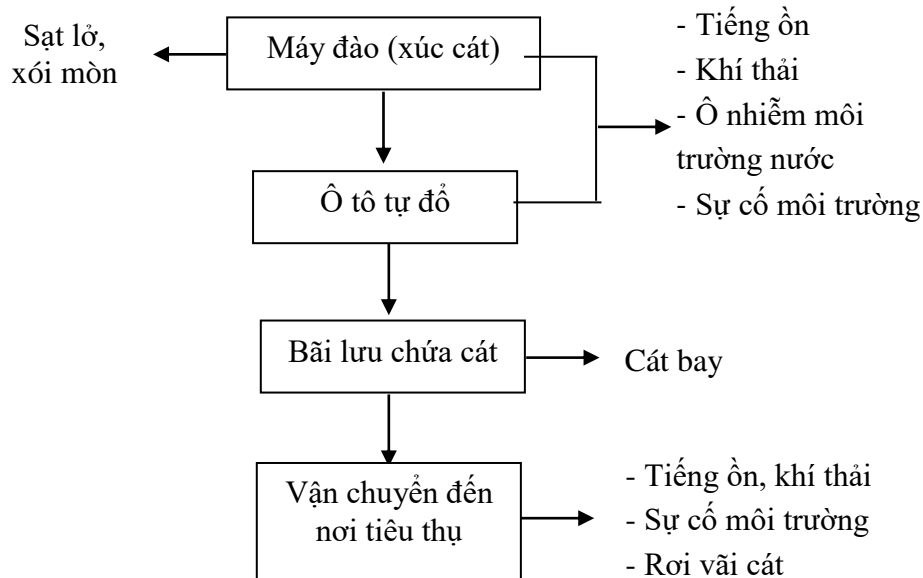 Sạt lở,
xói mòn
Máy đào (xúc cát)
- Tiếng ồn
- Khí thải
- Ô nhiễm môi
trường nước
- Sự cố môi trường
Ô tô tự đổ
Bãi lưu chứa cát
Cát bay
Vận chuyển đến
nơi tiêu thụ
- Tiếng ồn, khí thải
- Sự cố môi trường
- Rơi vãi cát